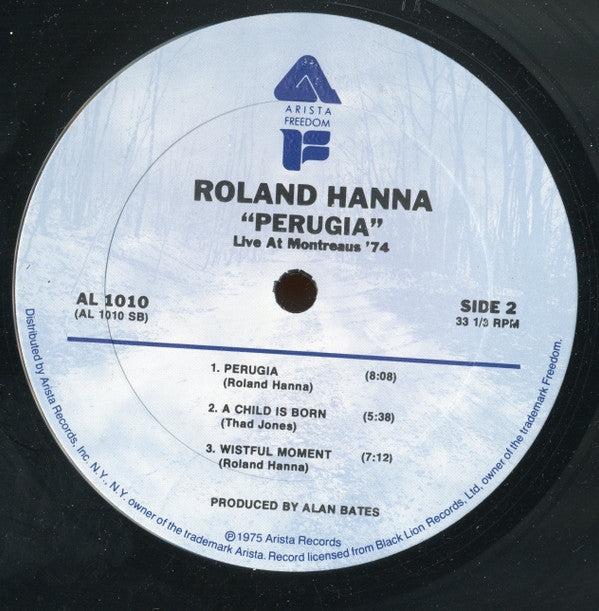 ARISTA
FREEDOM
F
ROLAND HANNA
“PERUGIA”
Live At Montreaus '74
AL 1010
(AL 1010 SB)
SIDE 2
33 1/3 RPM
1. PERUGIA (8:08)
(Roland Hanna)
2. A CHILD IS BORN (5:38)
(Thad Jones)
3. WISTFUL MOMENT (7:12)
(Roland Hanna)
PRODUCED BY ALAN BATES
℗ 1975 Arista Records
Distributed by Arista Records, Inc. N.Y., N.Y. owner of the trademark Arista. Record licensed from Black Lion Records, Ltd. owner of the trademark Freedom.